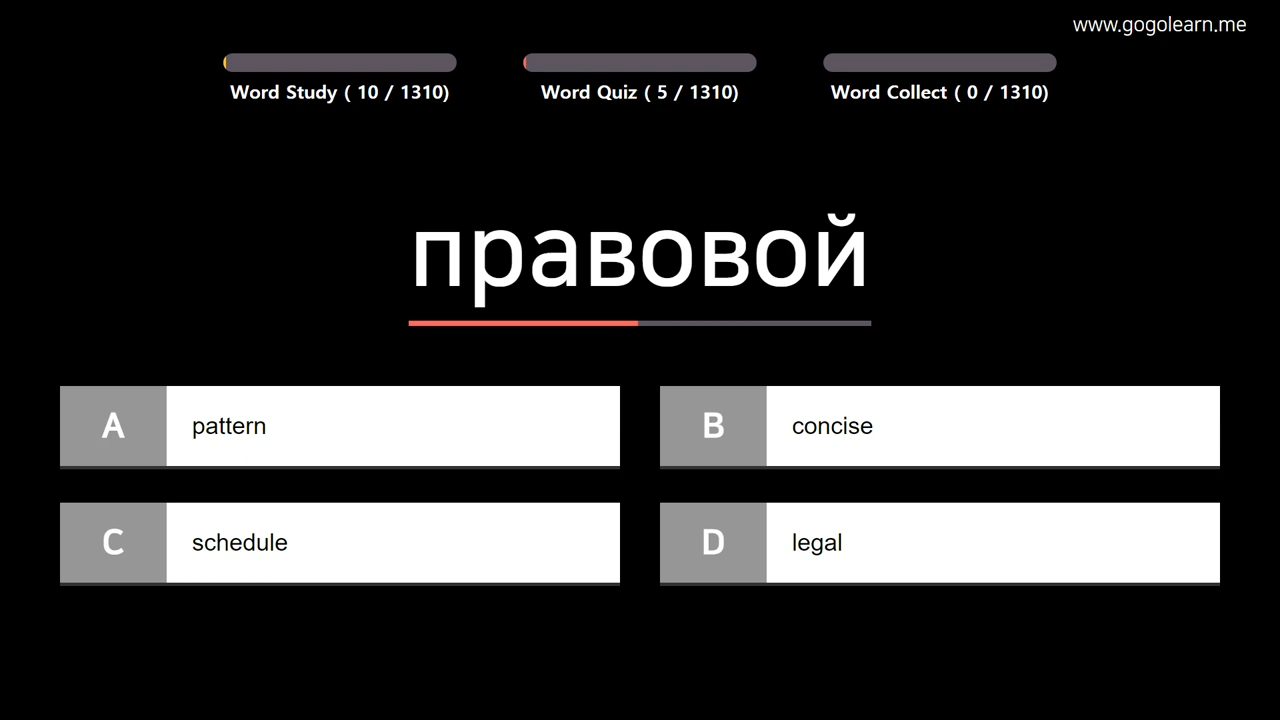 www.gogolearn.me
Word Study ( 10 / 1310)
Word Quiz ( 5 / 1310)
Word Collect ( 0 / 1310)
правовой
A pattern
B concise
C schedule
D legal